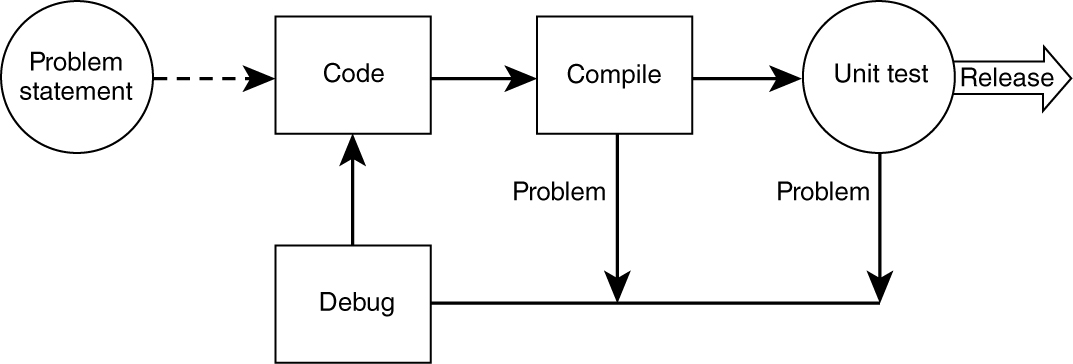 Problem
statement
Code
Compile
Unit test
Release
Problem
Problem
Debug